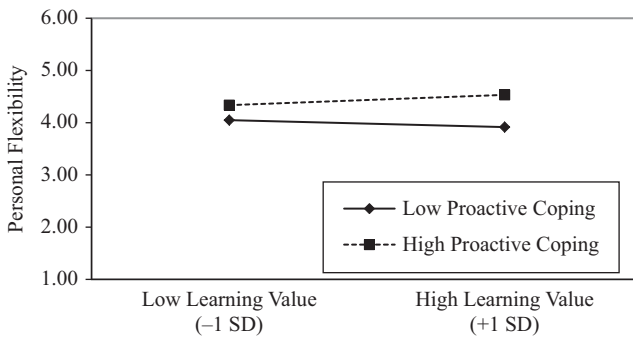 6.00
5.00
4.00
3.00
2.00
1.00
Personal Flexibility
Low Proactive Coping
High Proactive Coping
Low Learning Value
(–1 SD)
High Learning Value
(+1 SD)